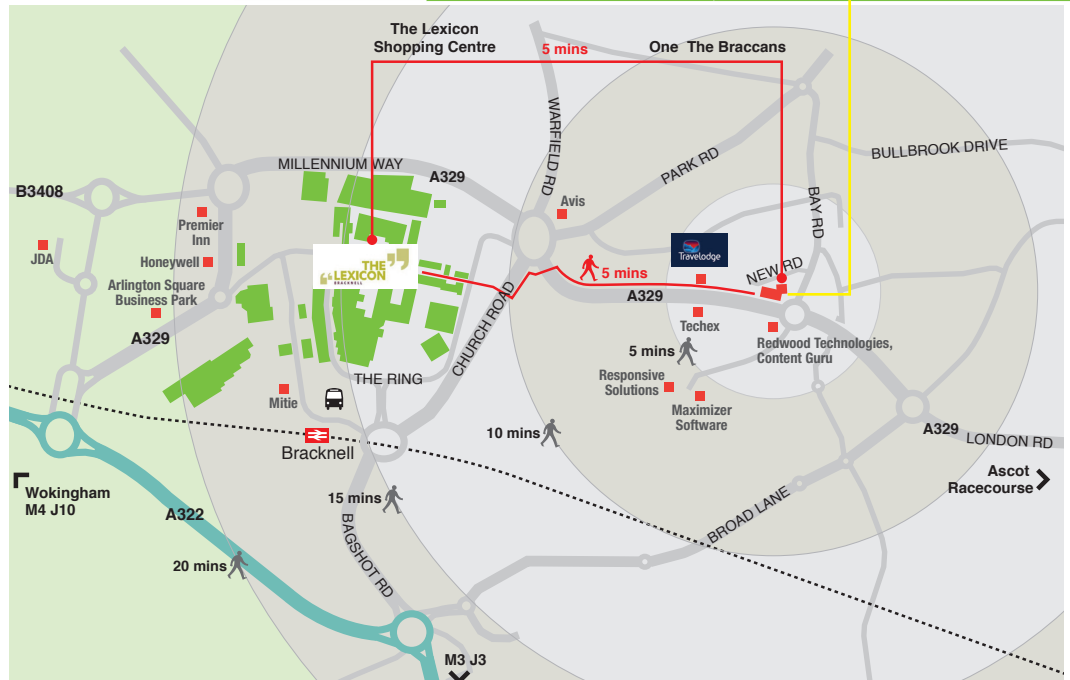 The Lexicon
Shopping Centre
5 mins
One The Braccans
WARFIELD RD
PARK RD
BULLBROOK DRIVE
MILLENNIUM WAY
A329
B3408
Avis
BAY RD
Premier
Inn
JDA
Honeywell
THE
LEXICON
BRACKNELL
Travelodge
NEW RD
5 mins
Arlington Square
Business Park
A329
A329
CHURCH ROAD
Techex
Redwood Technologies,
Content Guru
5 mins
THE RING
Mitie
Responsive
Solutions
Maximizer
Software
10 mins
A329
LONDON RD
Bracknell
Ascot
Racecourse
Wokingham
M4 J10
15 mins
A322
BROAD LANE
BAGSHOT RD
20 mins
M3 J3